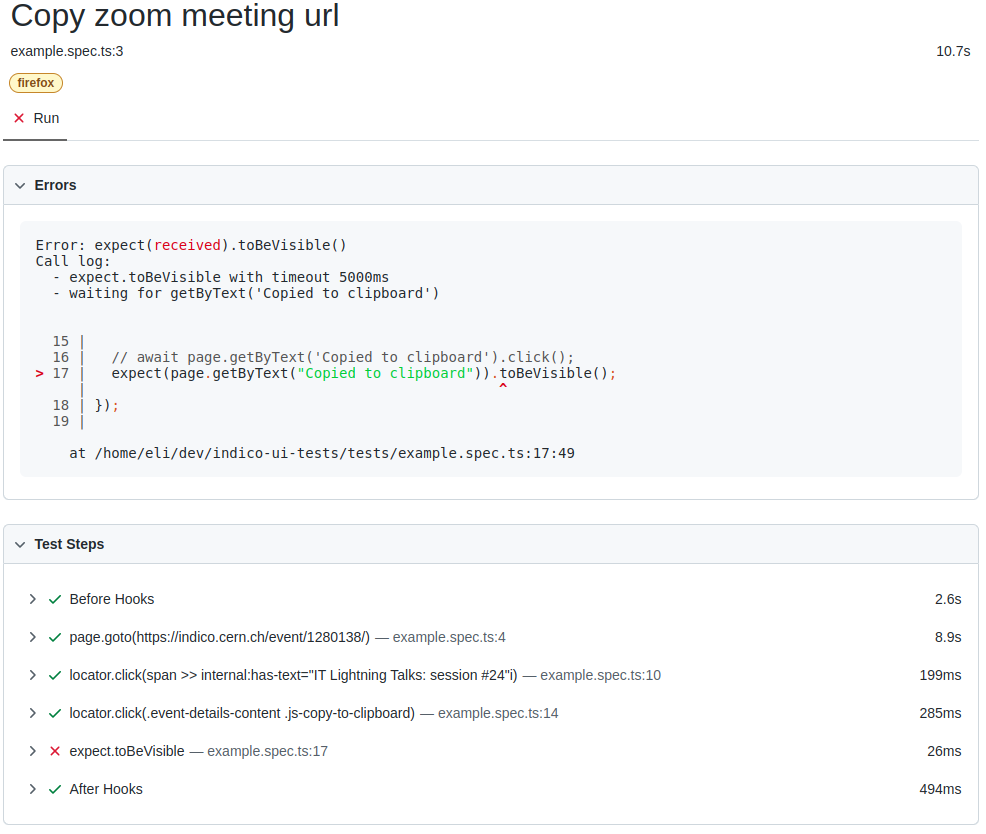 Copy zoom meeting url
example.spec.ts:3 10.7s
firefox
Run
Errors
Error: expect(received).toBeVisible()
Call log:
  - expect.toBeVisible with timeout 5000ms
  - waiting for getByText('Copied to clipboard')
  15 |
  16 |   // await page.getByText('Copied to clipboard').click();
> 17 |   expect(page.getByText("Copied to clipboard")).toBeVisible();
     |                                                 ^
  18 | });
  19 |
    at /home/eli/dev/indico-ui-tests/tests/example.spec.ts:17:49
Test Steps
Before Hooks 2.6s
page.goto(https://indico.cern.ch/event/1280138/) — example.spec.ts:4 8.9s
locator.click(span >> internal:has-text="IT Lightning Talks: session #24"i) — example.spec.ts:10 199ms
locator.click(.event-details-content .js-copy-to-clipboard) — example.spec.ts:14 285ms
expect.toBeVisible — example.spec.ts:17 26ms
After Hooks 494ms